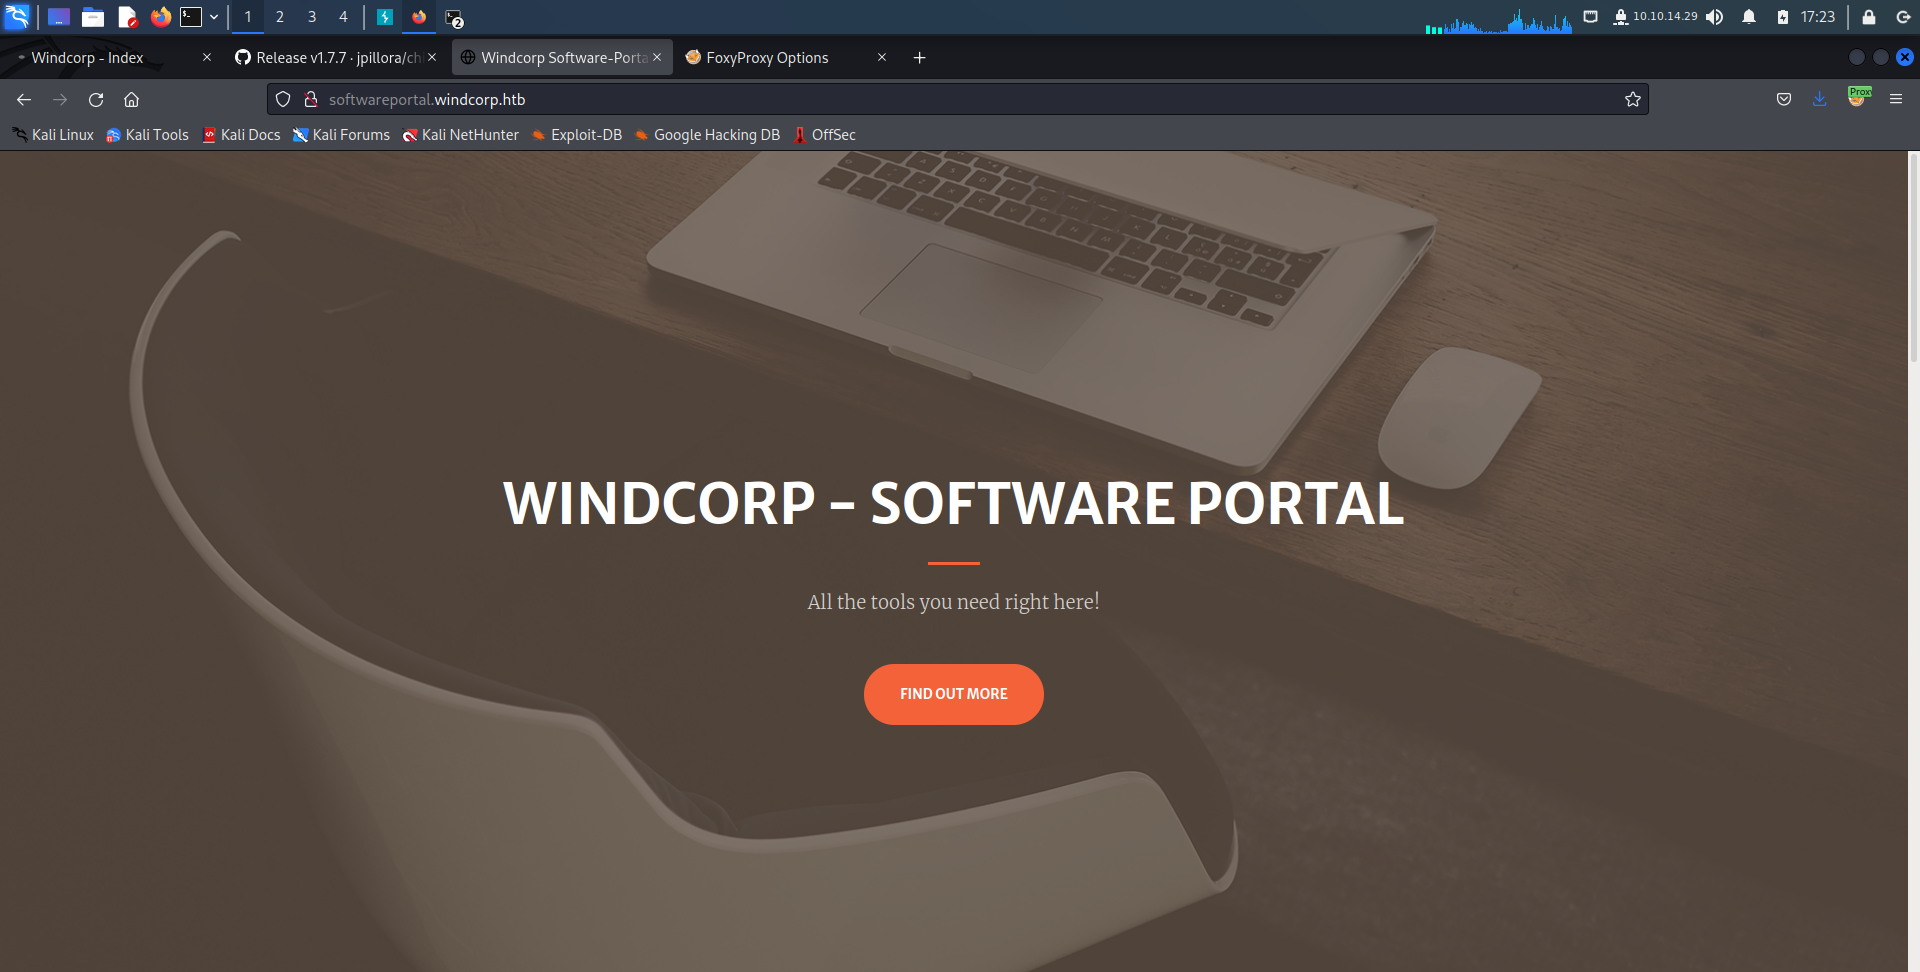 1 2 3 4 2 10.10.14.29 17:23
Windcorp - Index Release v1.7.7 · jpillora/ch Windcorp Software-Porta FoxyProxy Options
softwareportal.windcorp.htb Prox
Kali Linux Kali Tools Kali Docs Kali Forums Kali NetHunter Exploit-DB Google Hacking DB OffSec
WINDCORP - SOFTWARE PORTAL
All the tools you need right here!
FIND OUT MORE